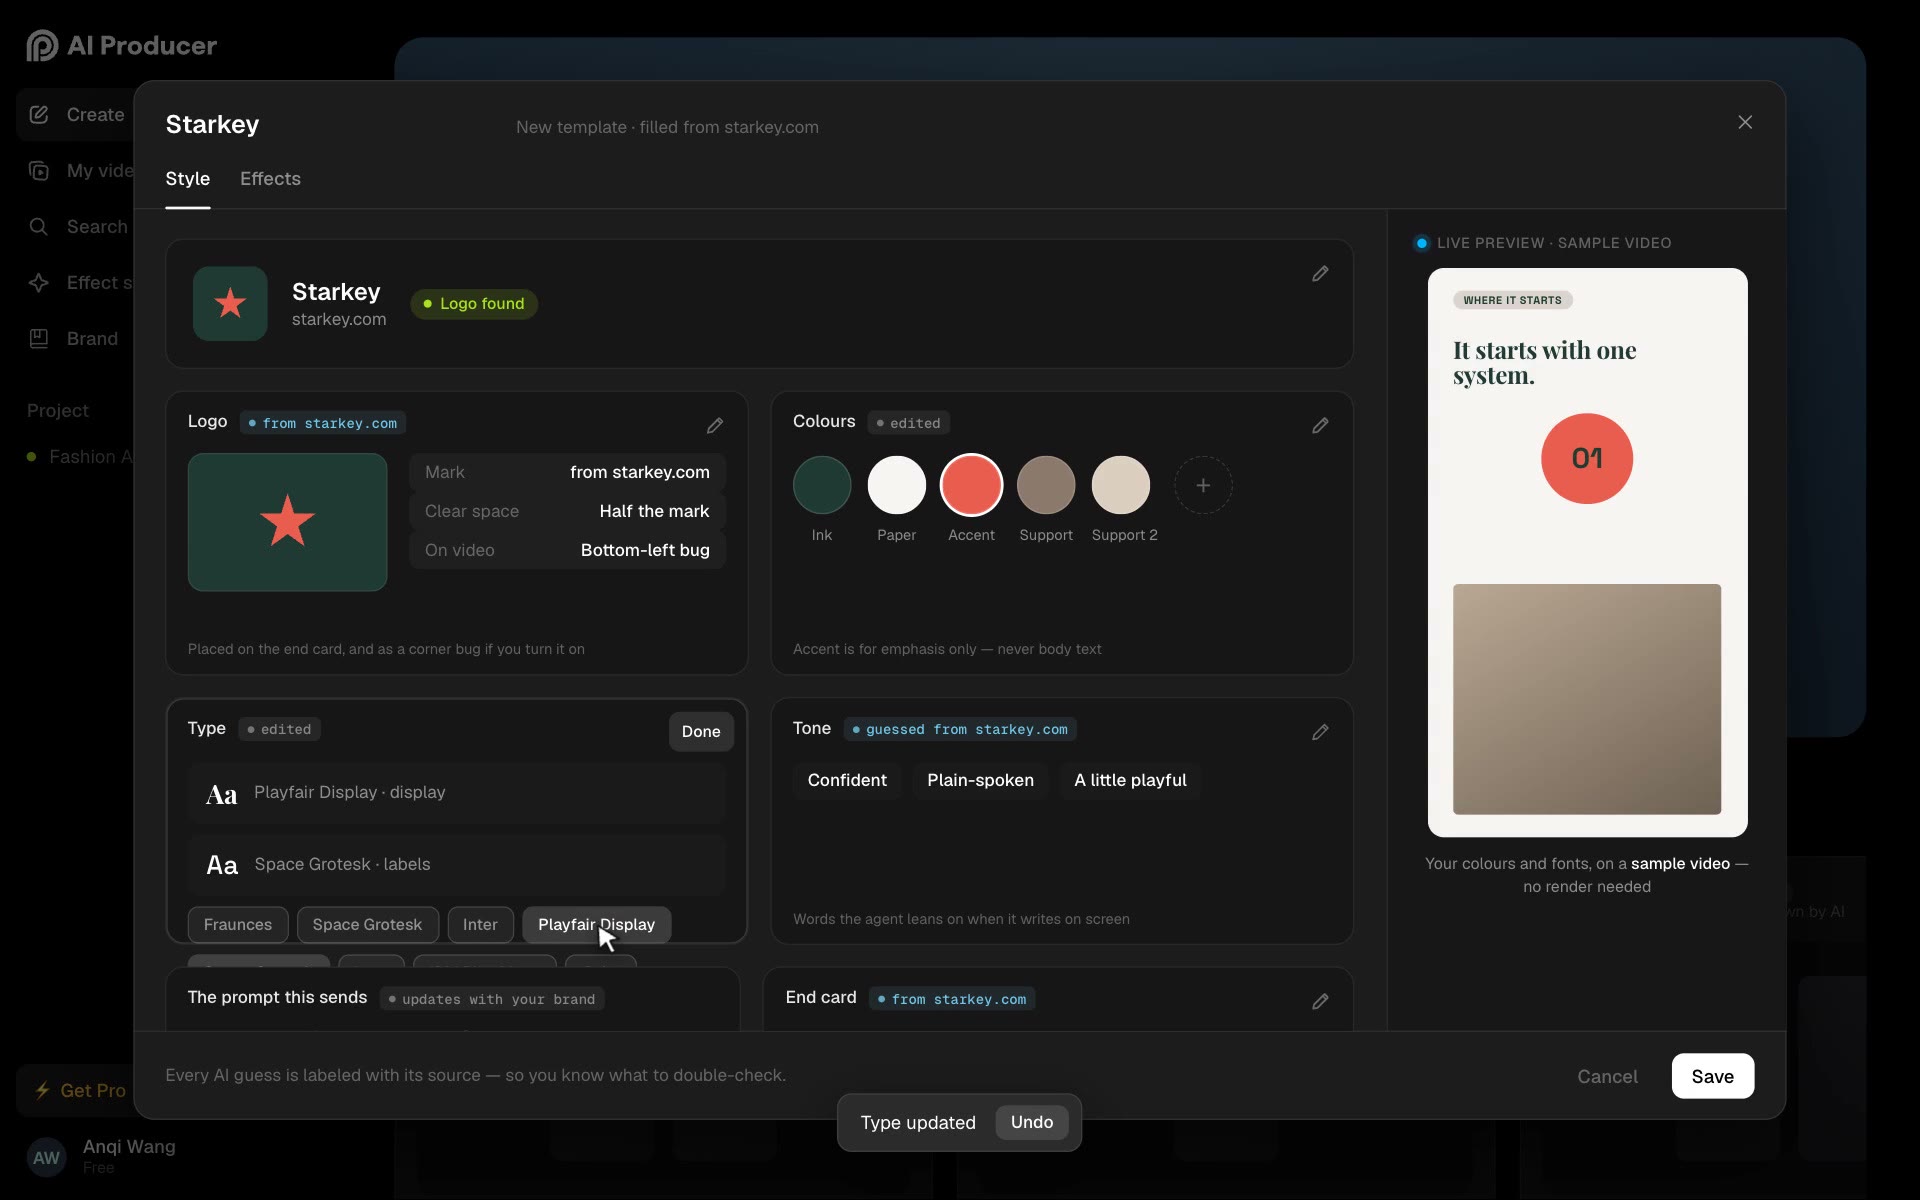 AI Producer
Create
My vide
Search
Effect s
Brand
Project
Fashion A
Get Pro
AW
Anqi Wang
Free
Starkey
New template · filled from starkey.com
Style
Effects
Starkey
starkey.com
Logo found
Logo
from starkey.com
Mark
from starkey.com
Clear space
Half the mark
On video
Bottom-left bug
Placed on the end card, and as a corner bug if you turn it on
Colours
edited
Ink
Paper
Accent
Support
Support 2
Accent is for emphasis only — never body text
Type
edited
Done
Aa
Playfair Display · display
Aa
Space Grotesk · labels
Fraunces
Space Grotesk
Inter
Playfair Display
Tone
guessed from starkey.com
Confident
Plain-spoken
A little playful
Words the agent leans on when it writes on screen
The prompt this sends
updates with your brand
End card
from starkey.com
LIVE PREVIEW · SAMPLE VIDEO
WHERE IT STARTS
It starts with one
system.
01
Your colours and fonts, on a sample video —
no render needed
wn by AI
Every AI guess is labeled with its source — so you know what to double-check.
Cancel
Save
Type updated
Undo